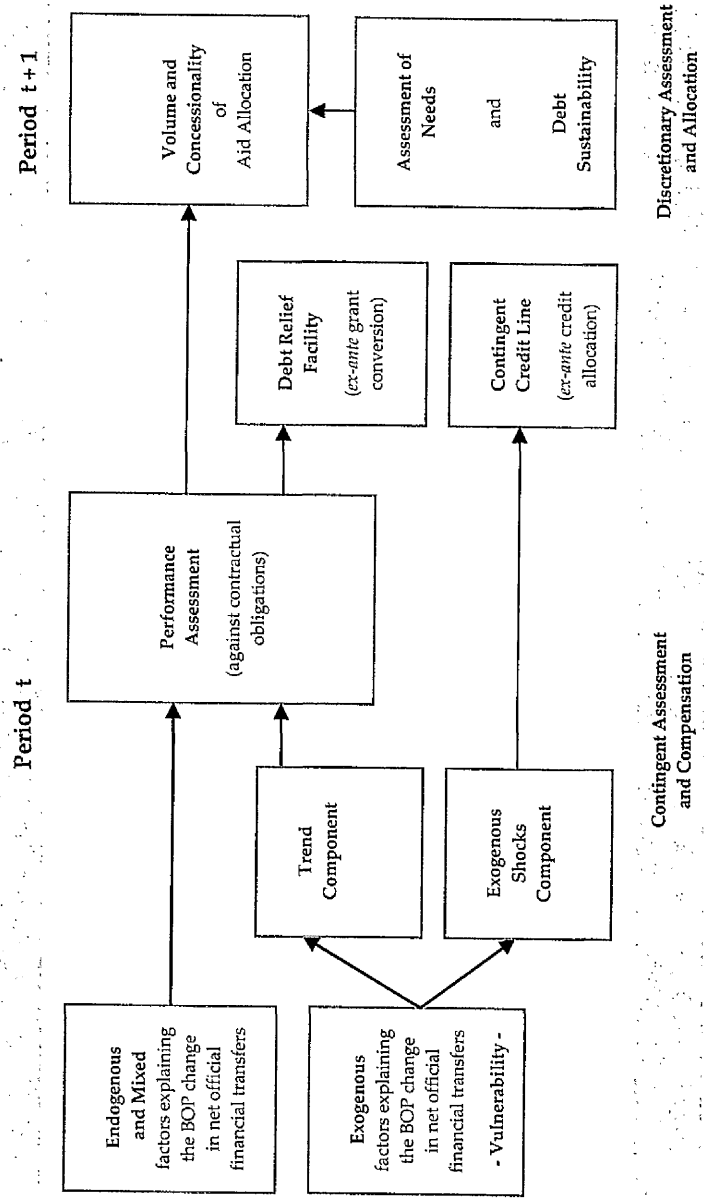 Period t
Period t+1
Endogenous
and Mixed
factors explaining
the BOP change
in net official
financial transfers
Performance
Assessment
(against contractual
obligations)
Volume and
Concessionality
of
Aid Allocation
Exogenous
factors explaining
the BOP change
in net official
financial transfers
- Vulnerability -
Trend
Component
Debt Relief
Facility
(ex-ante grant
conversion)
Exogenous
Shocks
Component
Contingent
Credit Line
(ex-ante credit
allocation)
Assessment of
Needs
and
Debt
Sustainability
Contingent Assessment
and Compensation
Discretionary Assessment
and Allocation